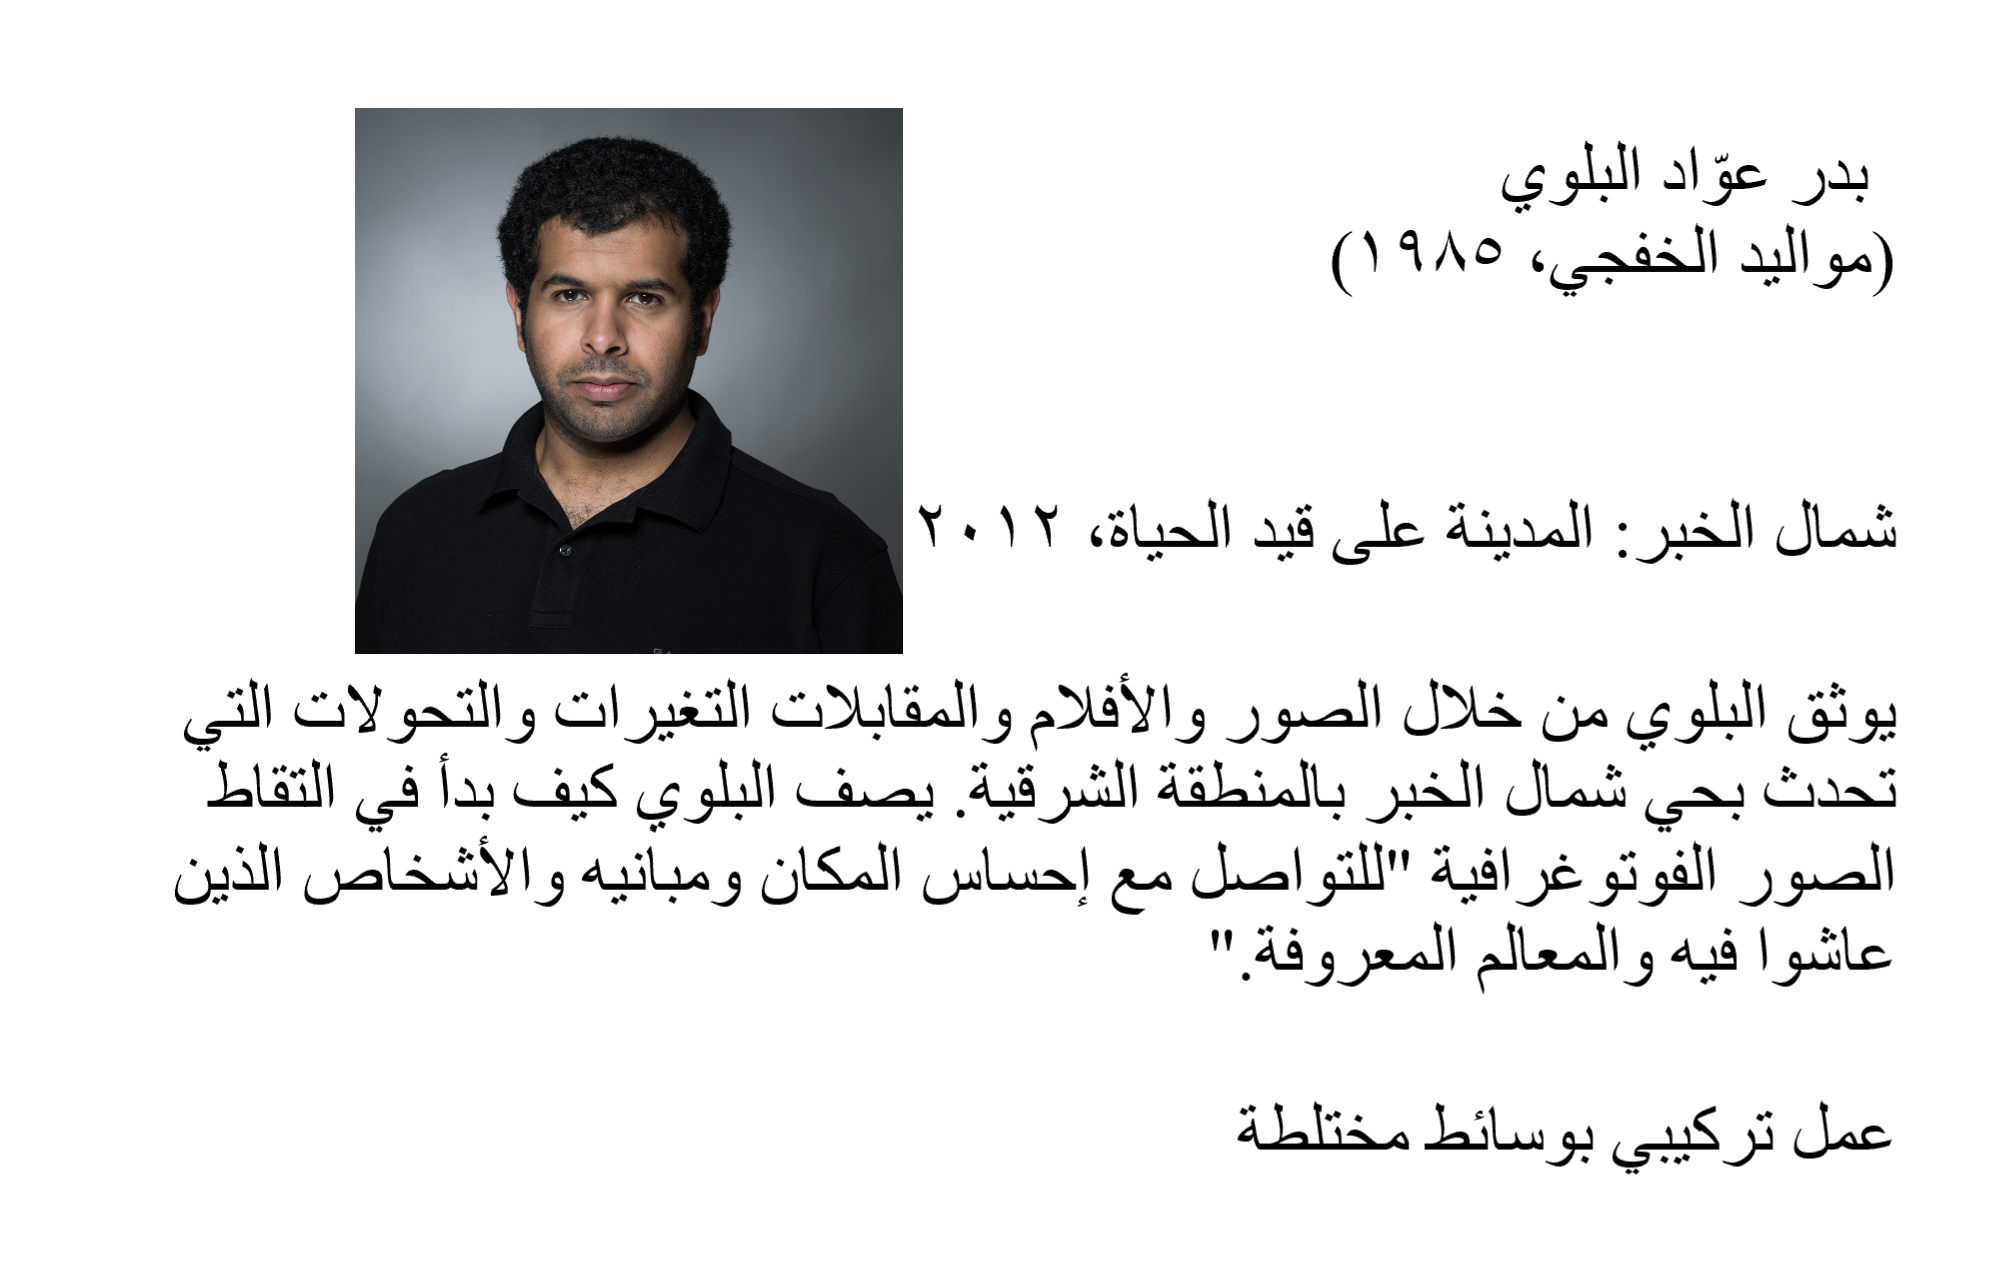 بدر عوّاد البلوي
(مواليد الخفجي، ١٩٨٥)
شمال الخبر: المدينة على قيد الحياة، ٢٠١٢
يوثق البلوي من خلال الصور والأفلام والمقابلات التغيرات والتحولات التي
تحدث بحي شمال الخبر بالمنطقة الشرقية. يصف البلوي كيف بدأ في التقاط
الصور الفوتوغرافية "للتواصل مع إحساس المكان ومبانيه والأشخاص الذين
عاشوا فيه والمعالم المعروفة."
عمل تركيبي بوسائط مختلطة